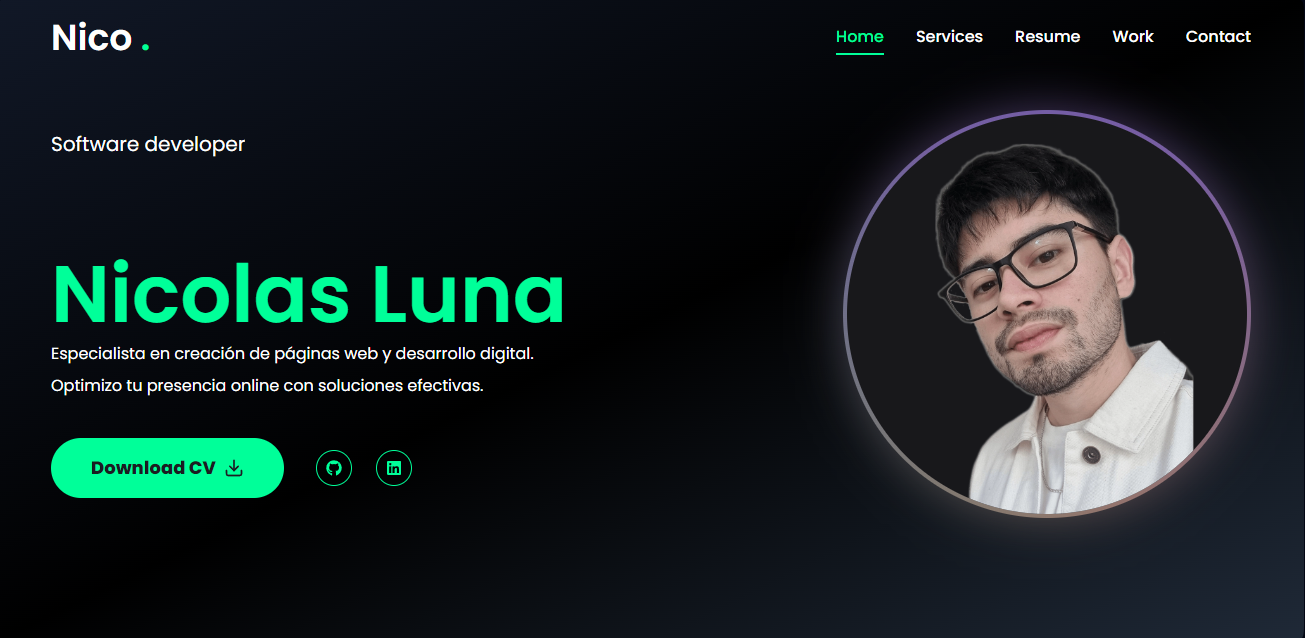 Nico .
Home Services Resume Work Contact
Software developer
Nicolas Luna
Especialista en creación de páginas web y desarrollo digital.
Optimizo tu presencia online con soluciones efectivas.
Download CV
in